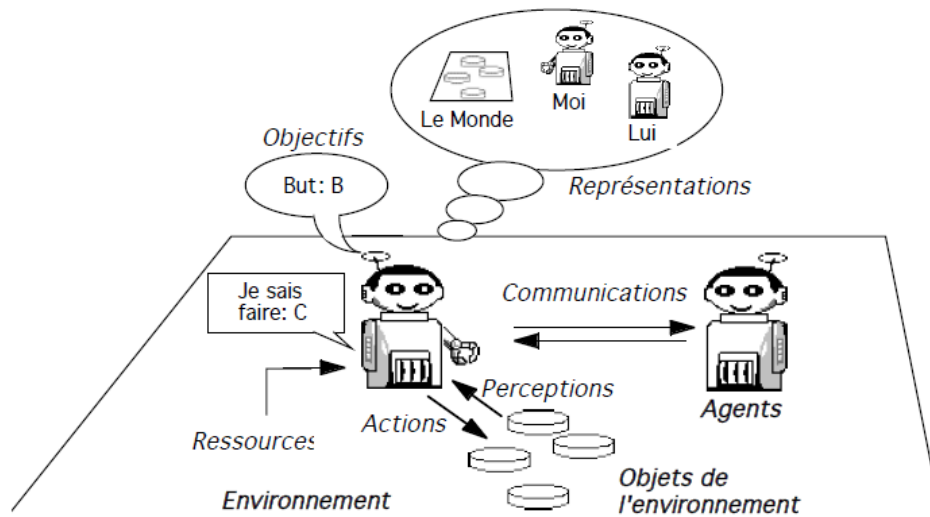 Moi
Le Monde
Lui
Objectifs
But: B
Représentations
Je sais
faire: C
Communications
Perceptions
Agents
Actions
Ressources
Environnement
Objets de
l'environnement